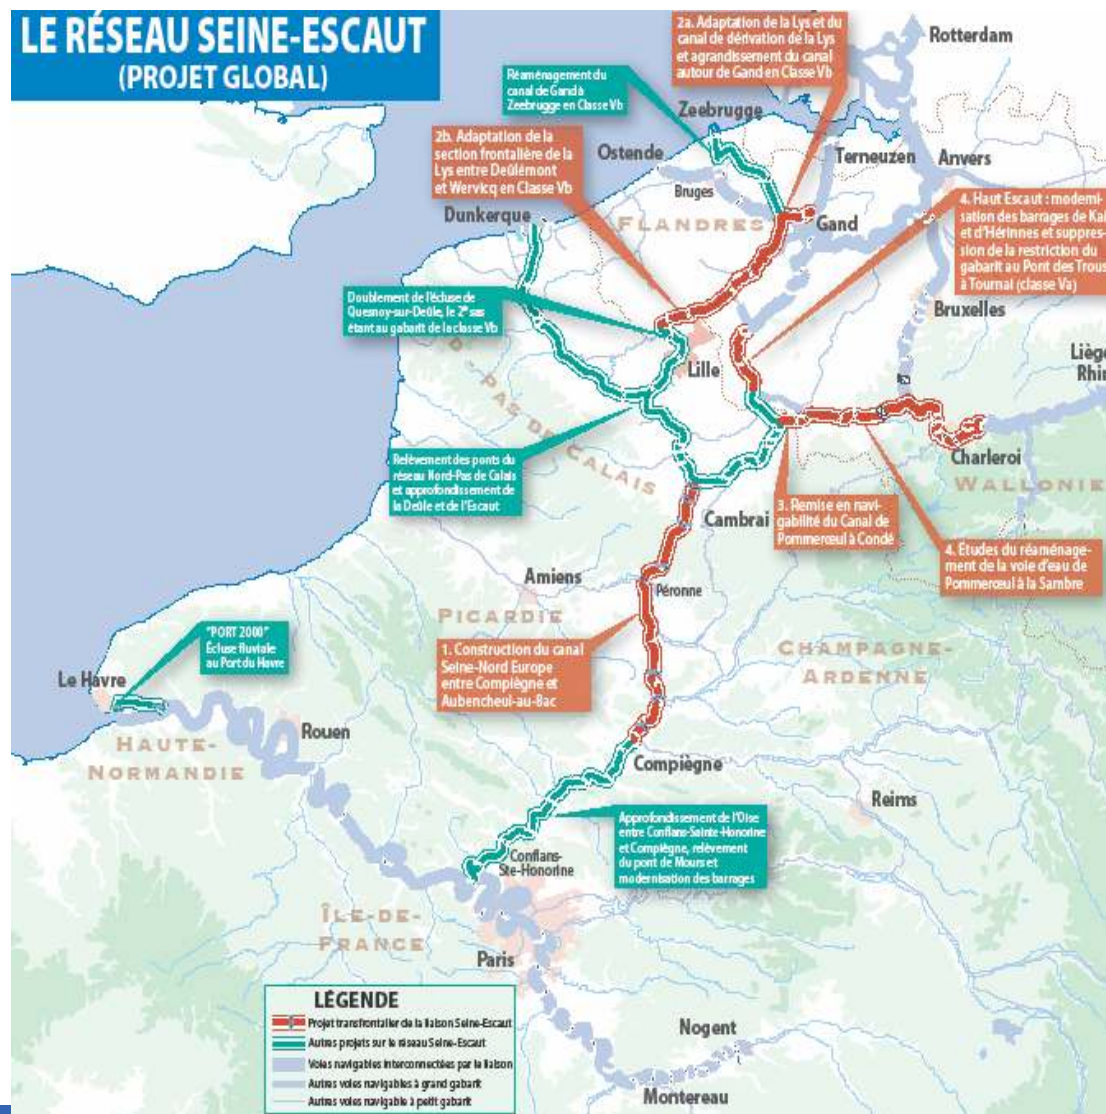 LE RÉSEAU SEINE-ESCAUT
(PROJET GLOBAL)
2a. Adaptation de la Lys et du
canal de dérivation de la Lys
et agrandissement du canal
autour de Gand en Classe Vb
Rotterdam
Réaménagement du
canal de Gand à
Zeebrugge en Classe Vb
Zeebrugge
2b. Adaptation de la
section frontalière de la
Lys entre Deûlémont
et Wervicq en Classe Vb
Ostende
Terneuzen
Anvers
Bruges
Dunkerque
FLANDRES
Gand
4. Haut Escaut : moderni-
sation des barrages de Kai
et d'Hérinnes et suppres-
sion de la restriction du
gabarit au Pont des Trous
à Tournai (classe Va)
Doublement de l'écluse de
Quesnoy-sur-Deûle, le 2e sas
étant au gabarit de la classe Vb
Bruxelles
Lille
Liège
Rhin
D - PAS DE CALAIS
Relèvement des ponts du
réseau Nord-Pas de Calais
et approfondissement de
la Deûle et de l'Escaut
Charleroi
WALLONIE
Cambrai
3. Remise en navi-
gabilité du Canal de
Pommerœul à Condé
4. Études du réaménage-
ment de la voie d'eau de
Pommerœul à la Sambre
Amiens
Péronne
PICARDIE
"PORT 2000"
Écluse fluviale
au Port du Havre
1. Construction du canal
Seine-Nord Europe
entre Compiègne et
Aubencheul-au-Bac
CHAMPAGNE-
ARDENNE
Le Havre
Rouen
HAUTE-
NORMANDIE
Compiègne
Reims
Approfondissement de l'Oise
entre Conflans-Sainte-Honorine
et Compiègne, relèvement
du pont de Mours et
modernisation des barrages
Conflans-
Ste-Honorine
ÎLE-DE-
FRANCE
Paris
LÉGENDE
Projet transfrontalier de la liaison Seine-Escaut
Autres projets sur le réseau Seine-Escaut
Voies navigables interconnectées par la liaison
Autres voies navigables à grand gabarit
Autres voies navigable à petit gabarit
Nogent
Montereau